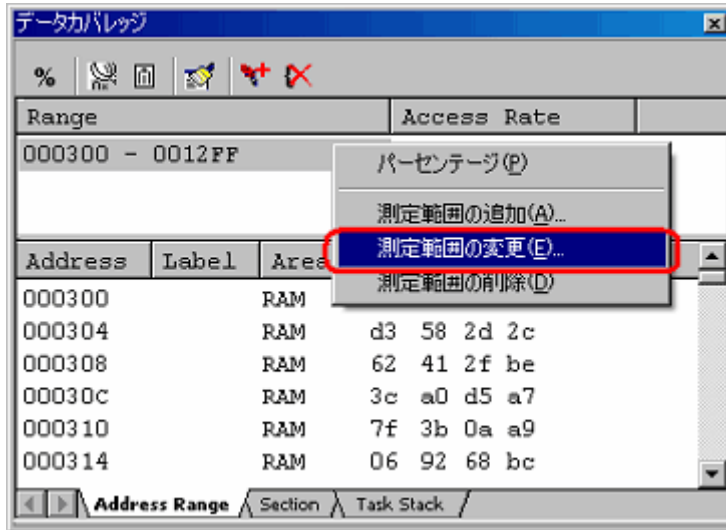 データカバレッジ
%
Range Access Rate
000300 - 0012FF
パーセンテージ(P)
測定範囲の追加(A)...
測定範囲の変更(E)...
測定範囲の削除(D)
Address Label Area
000300 RAM
000304 RAM d3 58 2d 2c
000308 RAM 62 41 2f be
00030C RAM 3c a0 d5 a7
000310 RAM 7f 3b 0a a9
000314 RAM 06 92 68 bc
Address Range Section Task Stack